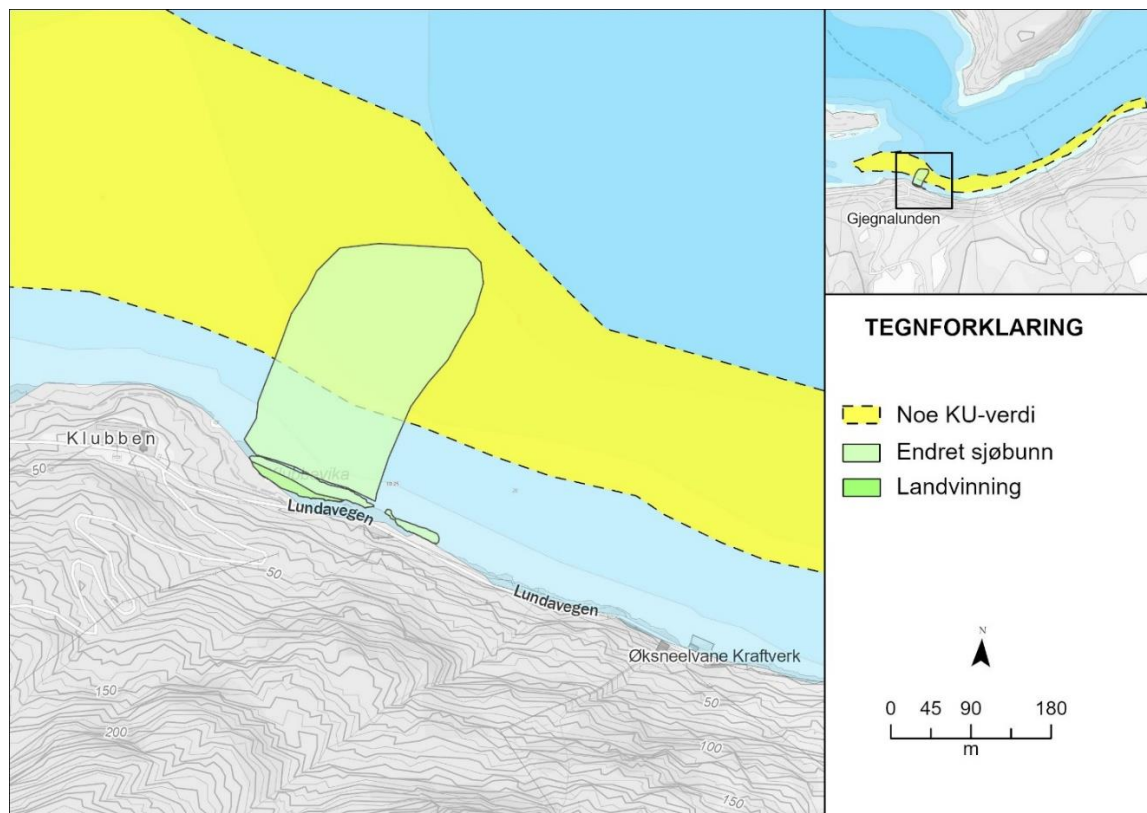 Gjegnalunden
TEGNFORKLARING
Noe KU-verdi
Endret sjøbunn
Landvinning
Klubben
50
Lundavegen
50
Lundavegen
Øksneelvane Kraftverk
150
50
200
100
150
N
0 45 90 180
m